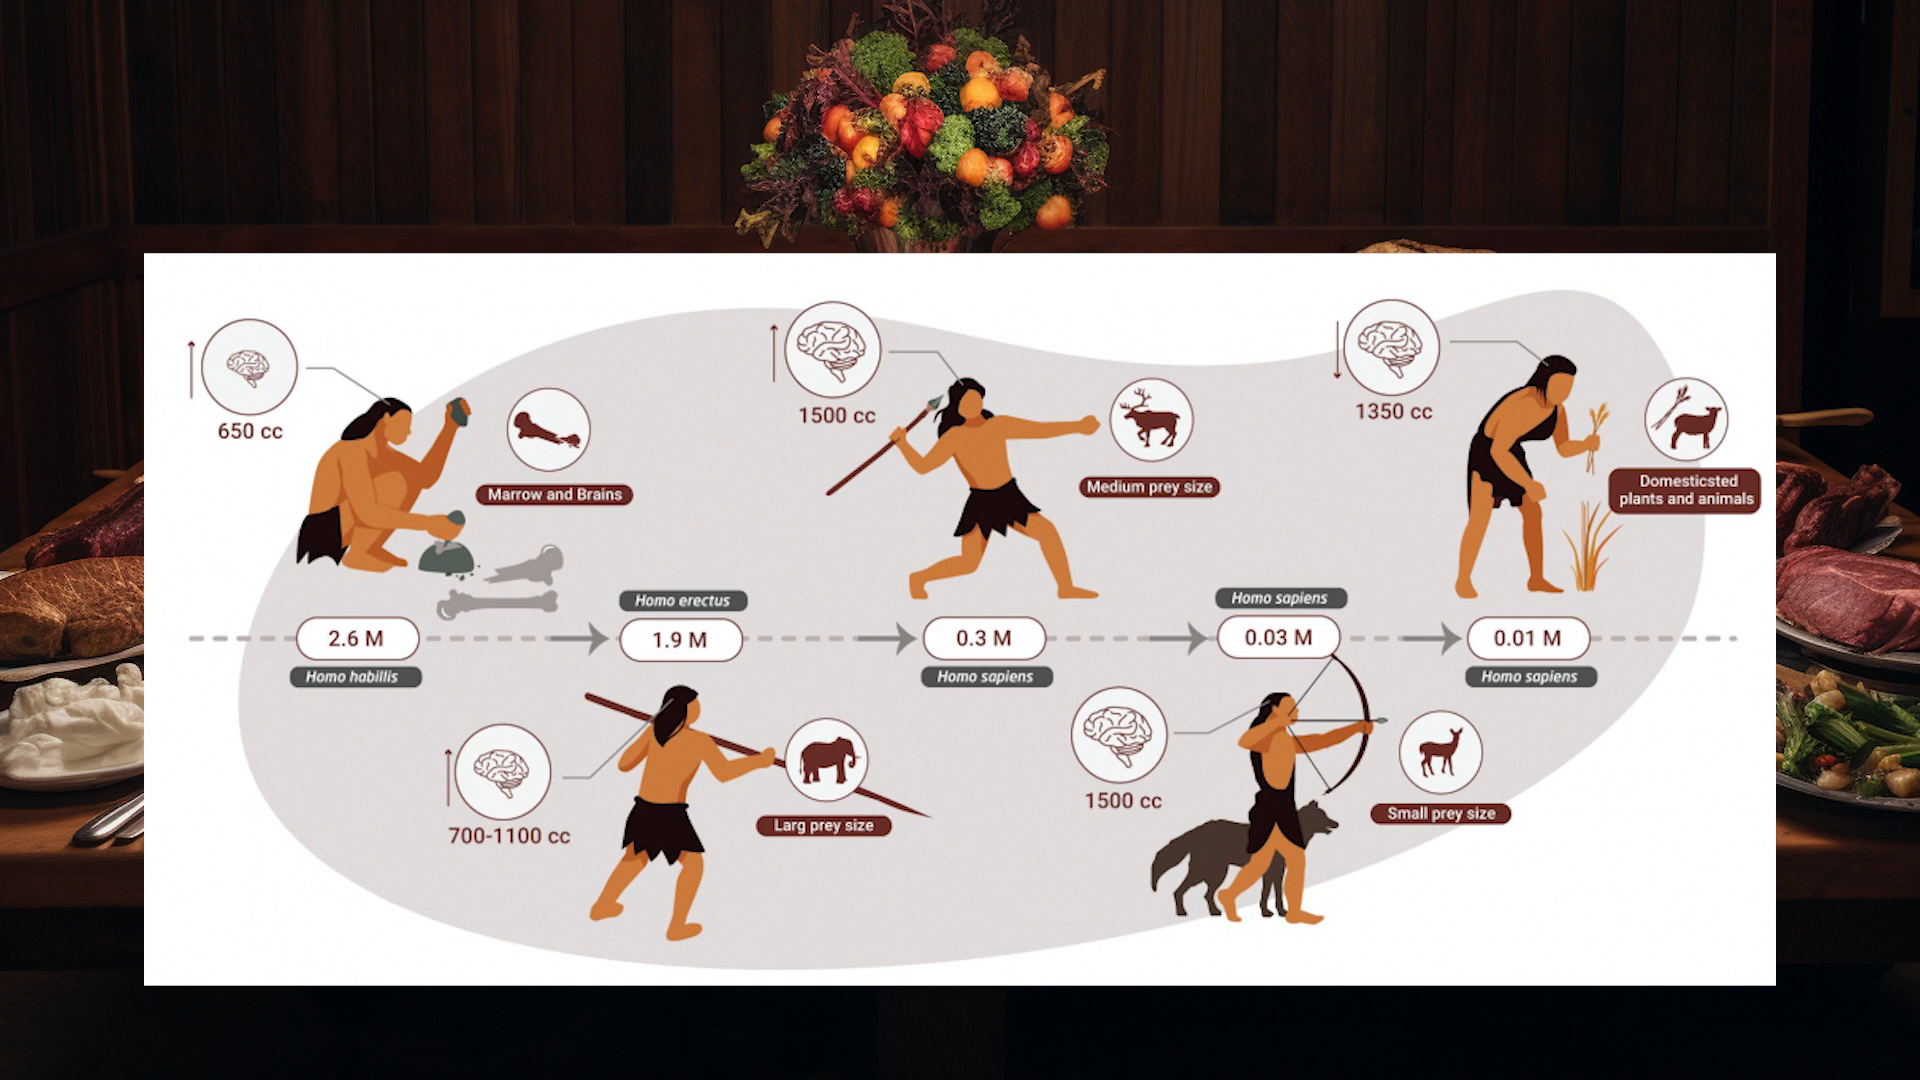 650 cc
Marrow and Brains
2.6 M
Homo habillis
Homo erectus
1.9 M
700-1100 cc
Larg prey size
1500 cc
Medium prey size
0.3 M
Homo sapiens
Homo sapiens
0.03 M
1500 cc
Small prey size
1350 cc
Domesticsted
plants and animals
0.01 M
Homo sapiens